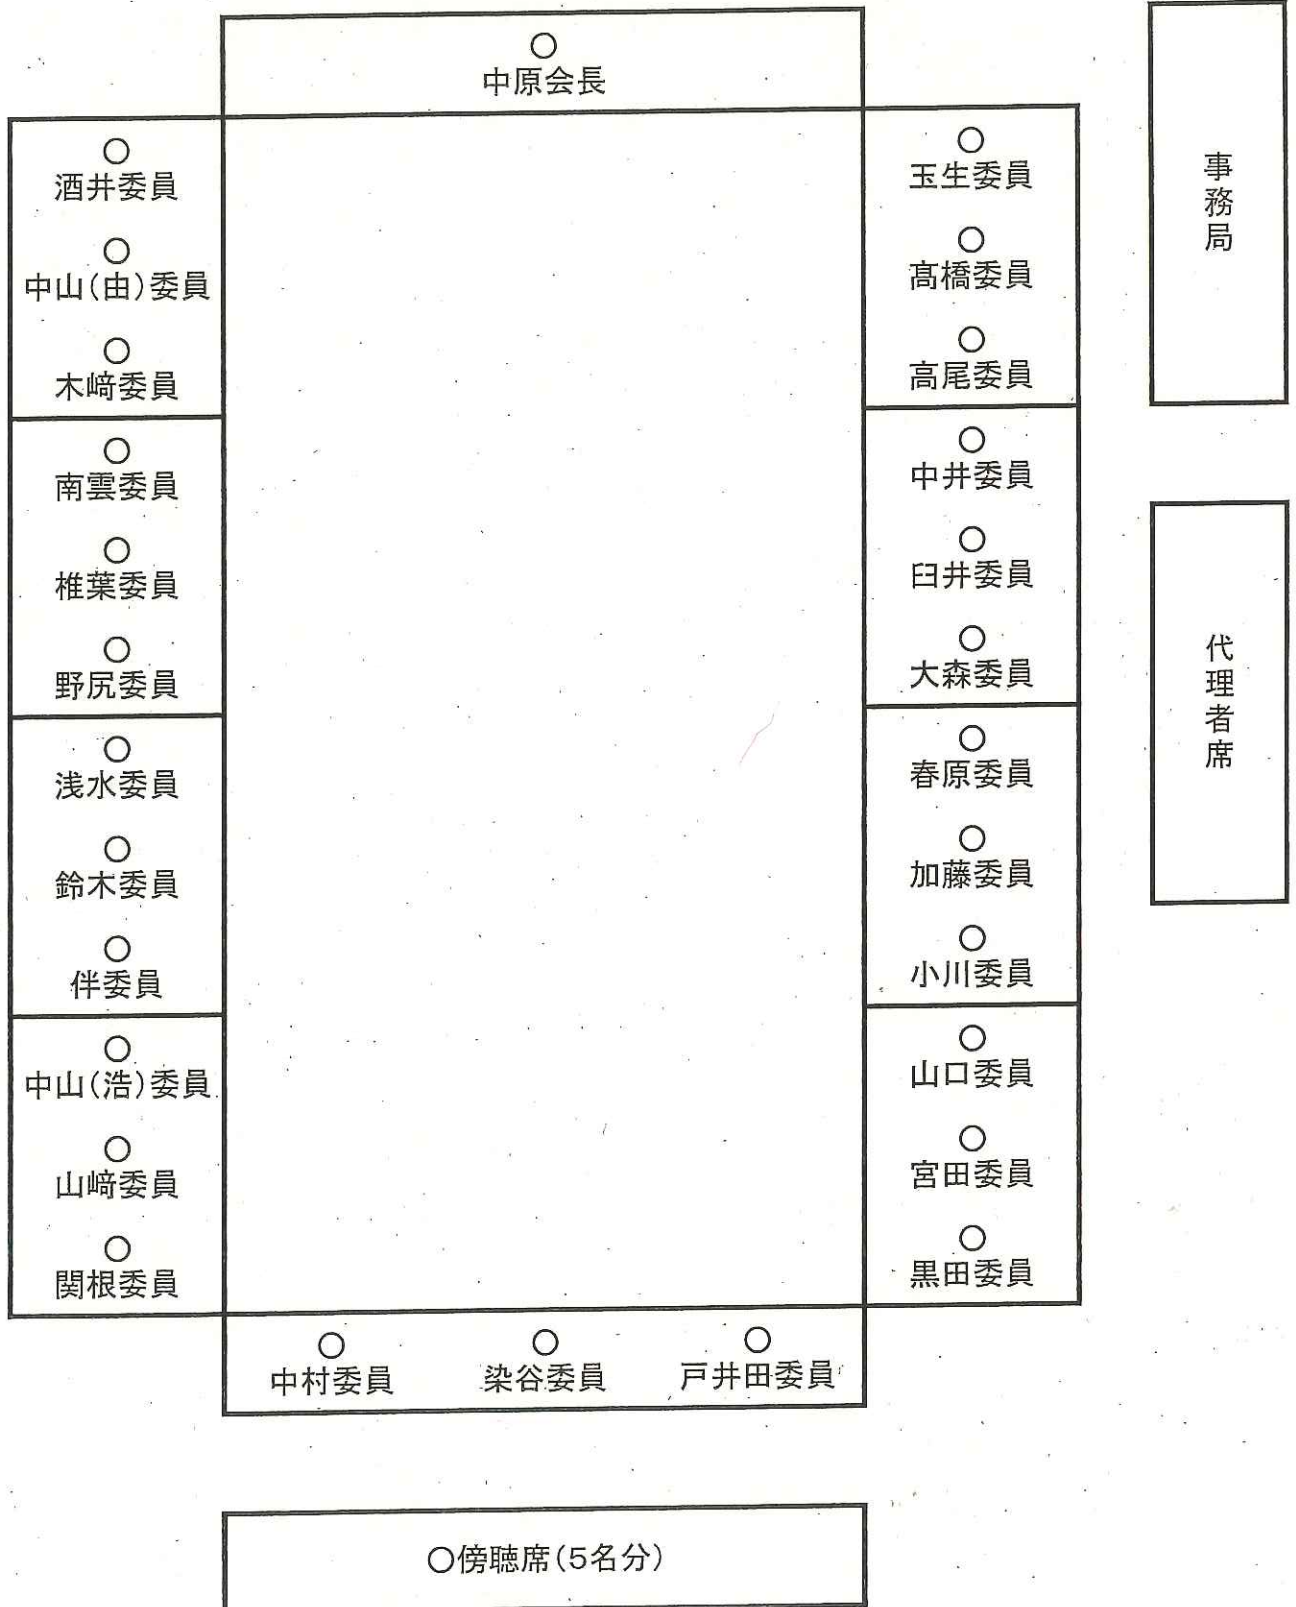 中原会長
酒井委員
中山(由)委員
木﨑委員
南雲委員
椎葉委員
野尻委員
浅水委員
鈴木委員
伴委員
中山(浩)委員
山﨑委員
関根委員
玉生委員
髙橋委員
高尾委員
中井委員
臼井委員
大森委員
春原委員
加藤委員
小川委員
山口委員
宮田委員
黒田委員
中村委員
染谷委員
戸井田委員
事務局
代理者席
○傍聴席(5名分)